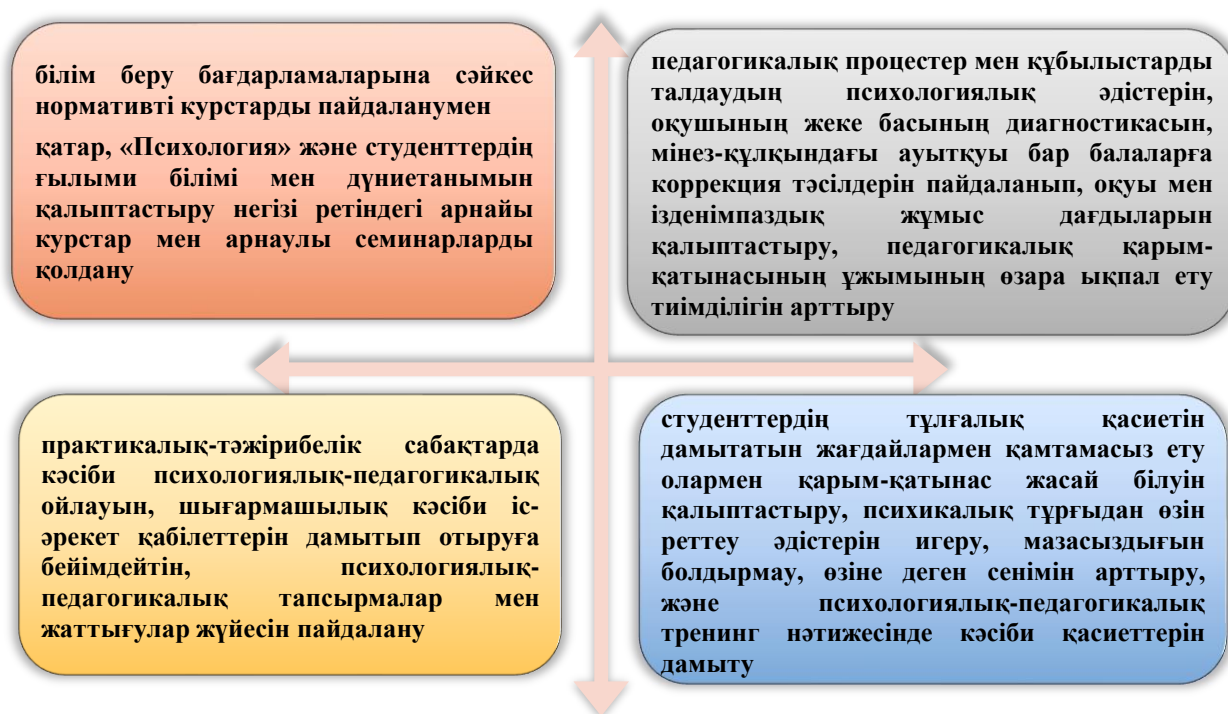 білім беру бағдарламаларына сәйкес
нормативті курстарды пайдаланумен
қатар, «Психология» және студенттердің
ғылыми білімі мен дүниетанымын
қалыптастыру негізі ретіндегі арнайы
курстар мен арнаулы семинарларды
қолдану
педагогикалық процестер мен құбылыстарды
талдаудың психологиялық әдістерін,
оқушының жеке басының диагностикасын,
мінез-құлқындағы ауытқуы бар балаларға
коррекция тәсілдерін пайдаланып, оқуы мен
ізденімпаздық жұмыс дағдыларын
қалыптастыру, педагогикалық қарым-
қатынасының ұжымының өзара ықпал ету
тиімділігін арттыру
практикалық-тәжірибелік сабақтарда
кәсіби психологиялық-педагогикалық
ойлауын, шығармашылық кәсіби іс-
әрекет қабілеттерін дамытып отыруға
бейімдейтін, психологиялық-
педагогикалық тапсырмалар мен
жаттығулар жүйесін пайдалану
студенттердің тұлғалық қасиетін
дамытатын жағдайлармен қамтамасыз ету
олармен қарым-қатынас жасай білуін
қалыптастыру, психикалық тұрғыдан өзін
реттеу әдістерін игеру, мазасыздығын
болдырмау, өзіне деген сенімін арттыру,
және психологиялық-педагогикалық
тренинг нәтижесінде кәсіби қасиеттерін
дамыту